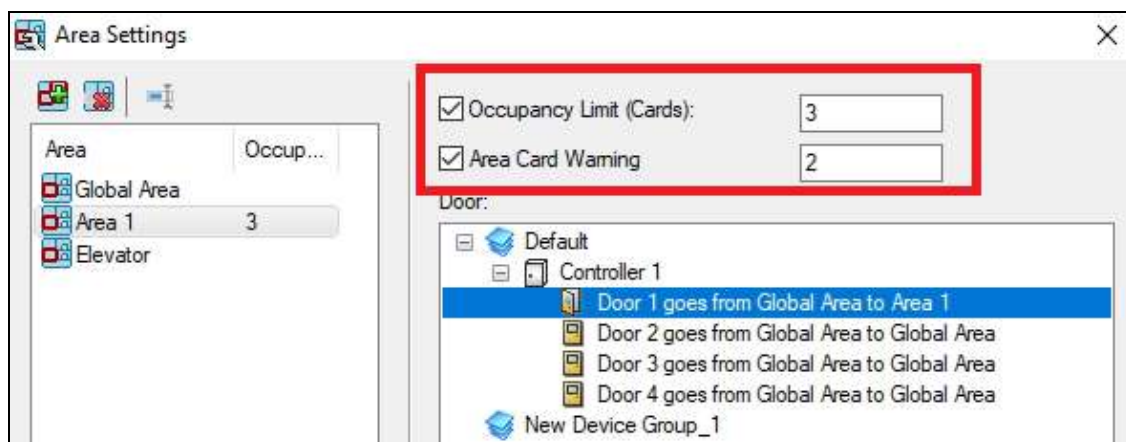 Area Settings
Occupancy Limit (Cards): 3
Area Card Warning 2
Area Occup...
Global Area
Area 1 3
Elevator
Door:
Default
Controller 1
Door 1 goes from Global Area to Area 1
Door 2 goes from Global Area to Global Area
Door 3 goes from Global Area to Global Area
Door 4 goes from Global Area to Global Area
New Device Group_1